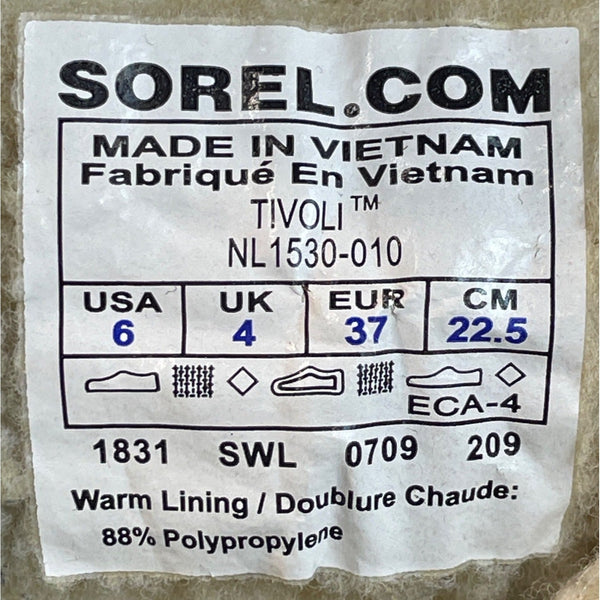 SOREL.COM
MADE IN VIETNAM
Fabriqué En Vietnam
TIVOLI™
NL1530-010
USA UK EUR CM
6 4 37 22.5
ECA-4
1831 SWL 0709 209
Warm Lining / Doublure Chaude:
88% Polypropylene